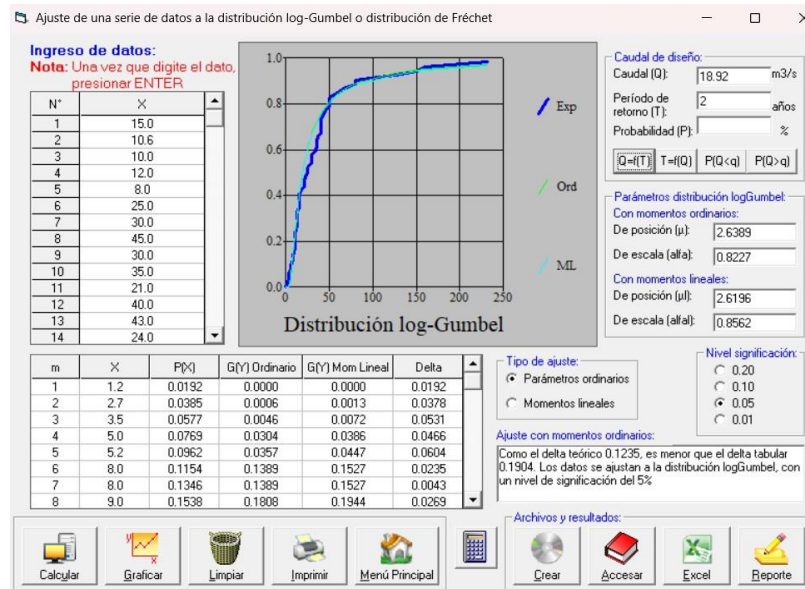 Ajuste de una serie de datos a la distribución log-Gumbel o distribución de Fréchet
Ingreso de datos:
Nota: Una vez que digite el dato,
presionar ENTER
N° X
1 15.0
2 10.6
3 10.0
4 12.0
5 8.0
6 25.0
7 30.0
8 45.0
9 30.0
10 35.0
11 21.0
12 40.0
13 43.0
14 24.0
1.0
0.8
0.6
0.4
0.2
0.0
0 50 100 150 200 250
Exp
Ord
ML
Distribución log-Gumbel
Caudal de diseño:
Caudal (Q): 18.92 m3/s
Período de
retorno (T): 2 años
Probabilidad (P): %
Q=f(T) T=f(Q) P(Q<q) P(Q>q)
Parámetros distribución logGumbel:
Con momentos ordinarios:
De posición (µ): 2.6389
De escala (alfa): 0.8227
Con momentos lineales:
De posición (µl): 2.6196
De escala (alfal): 0.8562
m X P(X) G(Y) Ordinario G(Y) Mom Lineal Delta
1 1.2 0.0192 0.0000 0.0000 0.0192
2 2.7 0.0385 0.0006 0.0013 0.0378
3 3.5 0.0577 0.0046 0.0072 0.0531
4 5.0 0.0769 0.0304 0.0386 0.0466
5 5.2 0.0962 0.0357 0.0447 0.0604
6 8.0 0.1154 0.1389 0.1527 0.0235
7 8.0 0.1346 0.1389 0.1527 0.0043
8 9.0 0.1538 0.1808 0.1944 0.0269
Tipo de ajuste:
Parámetros ordinarios
Momentos lineales
Nivel significación:
0.20
0.10
0.05
0.01
Ajuste con momentos ordinarios:
Como el delta teórico 0.1235, es menor que el delta tabular
0.1904. Los datos se ajustan a la distribución logGumbel, con
un nivel de significación del 5%
Calcular
y
x
Graficar
Limpiar
Imprimir
Menú Principal
Archivos y resultados:
Crear
Accesar
Excel
Reporte